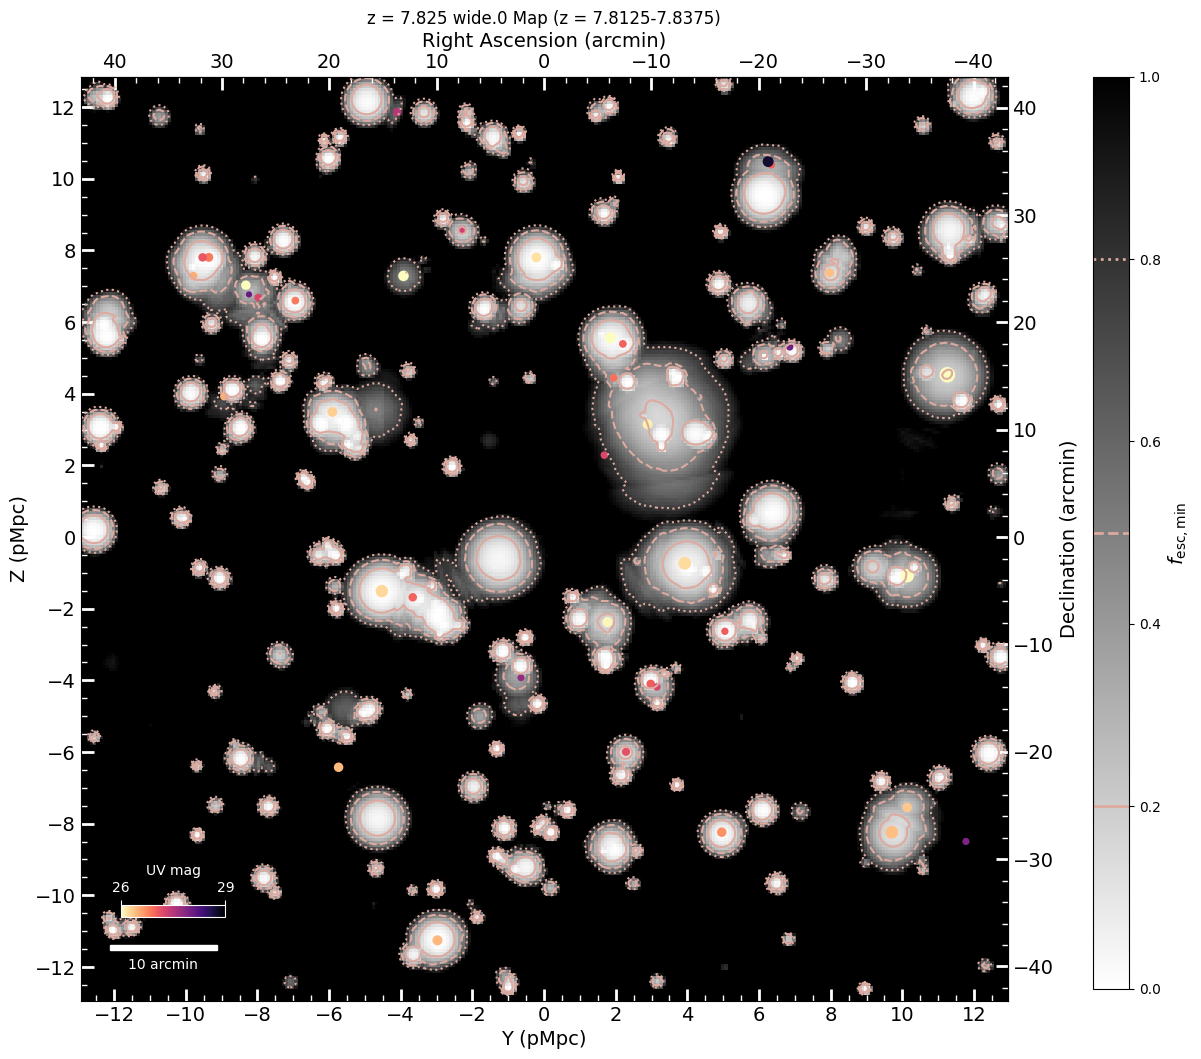 z = 7.825 wide.0 Map (z = 7.8125-7.8375)
Right Ascension (arcmin)
40 30 20 10 0 −10 −20 −30 −40
12 10 8 6 4 2 0 −2 −4 −6 −8 −10 −12
Z (pMpc)
UV mag
26 29
10 arcmin
−12 −10 −8 −6 −4 −2 0 2 4 6 8 10 12
Y (pMpc)
40 30 20 10 0 −10 −20 −30 −40
Declination (arcmin)
1.0 0.8 0.6 0.4 0.2 0.0
fesc,min